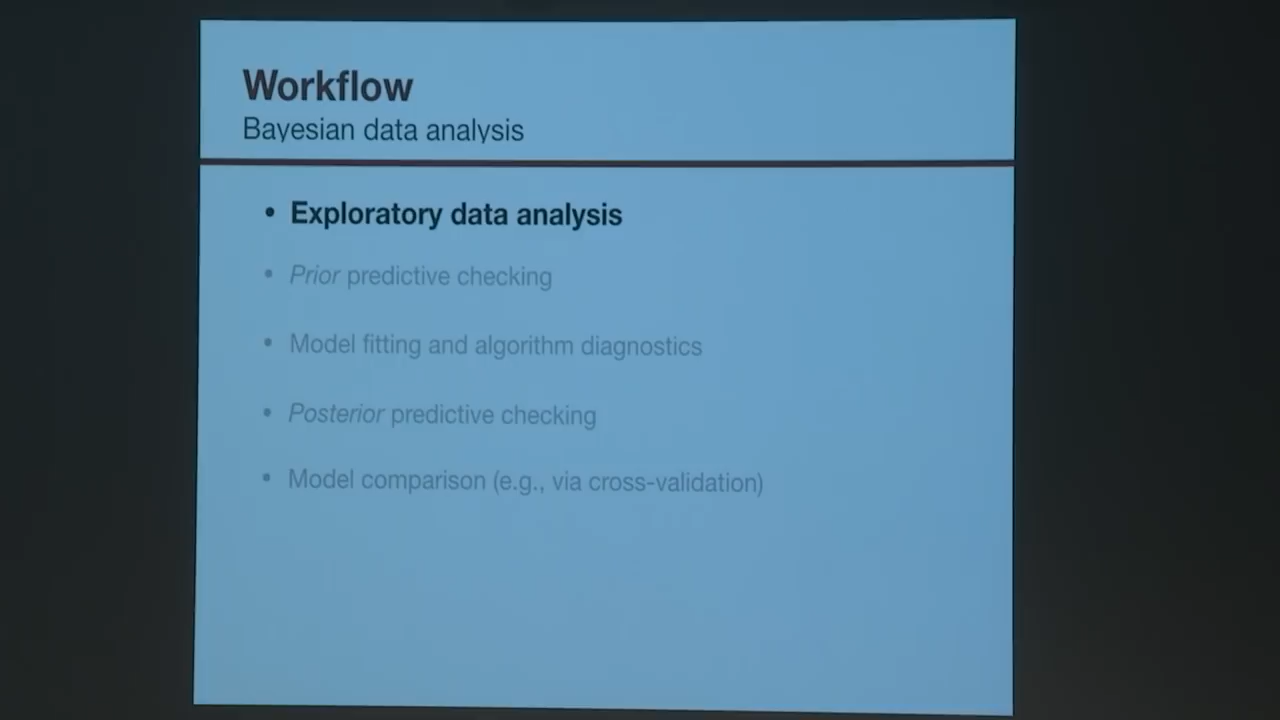 Workflow
Bayesian data analysis
• Exploratory data analysis
• Prior predictive checking
• Model fitting and algorithm diagnostics
• Posterior predictive checking
• Model comparison (e.g., via cross-validation)